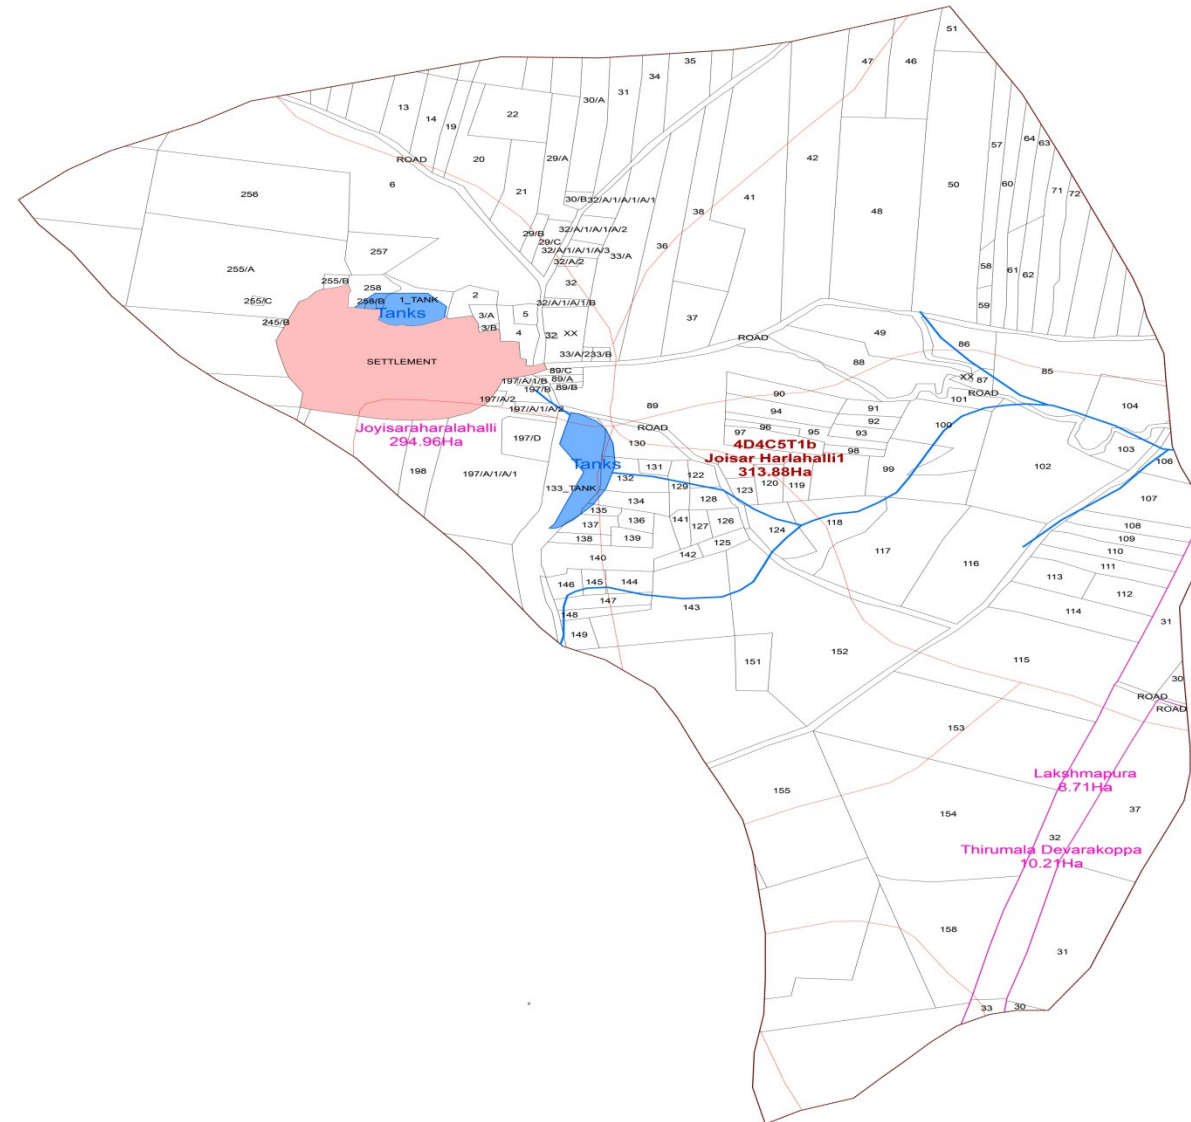 51
47
46
35
34
31
30/A
13
14
19
22
57
64
63
ROAD
20
29/A
42
6
21
60
50
71
72
256
30/B
32/A/1/A/1/A/1
38
41
48
29/B
32/A/1/A/1/A/2
29/C
257
32/A/1/A/1/A/3
33/A
36
32/A/2
255/A
58
61
62
255/B
258
32
255/C
258/B
1_TANK
2
32/A/1/A/1/B
59
Tanks
3/A
5
37
245/B
3/B
4
32
XX
ROAD
49
86
33/A/2
33/B
SETTLEMENT
88
89/C
85
197/A/1/B
89/A
XX
87
197/B
89/B
90
ROAD
197/A/2
101
89
91
104
197/A/1/A/2
94
92
Joyisaraharalahalli
294.96Ha
ROAD
96
100
97
95
93
197/D
130
4D4C5T1b
Joisar Harlahalli1
313.88Ha
98
103
Tanks
131
102
106
198
197/A/1/A/1
132
122
99
133_TANK
129
123
120
119
107
134
128
135
136
141
126
118
108
137
127
124
109
138
139
125
110
140
142
117
116
111
146
145
144
113
112
147
143
148
114
31
149
152
151
115
30
ROAD
ROAD
153
Lakshmapura
8.71Ha
155
37
154
32
Thirumala Devarakoppa
10.21Ha
158
31
33
30